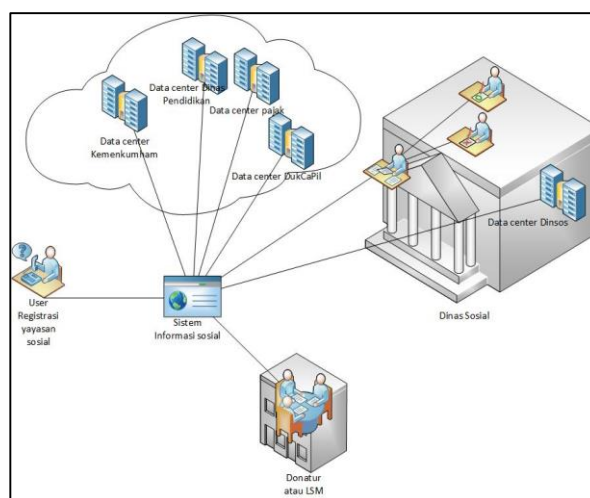 Data center Dinas
Pendidikan
Data center pajak
Data center
Kemenkumham
Data center DukCaPil
Data center Dinsos
User
Registrasi
yayasan
sosial
Sistem
Informasi sosial
Dinas Sosial
Donatur
atau LSM